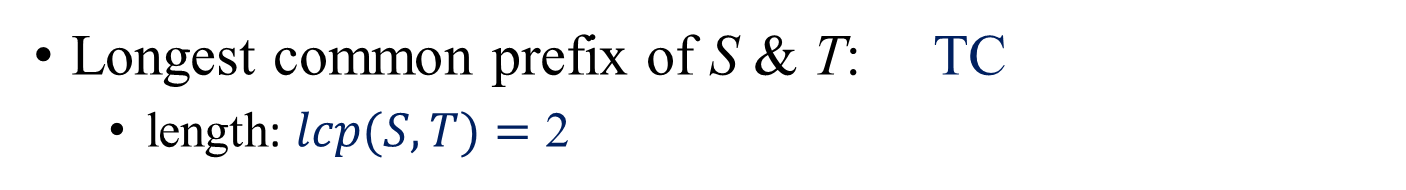 • Longest common prefix of S & T: TC
• length: lcp(S,T) = 2